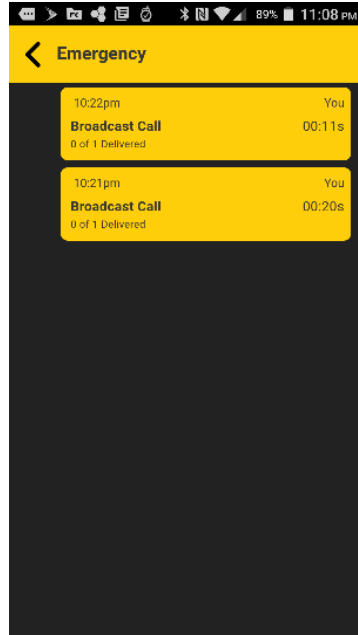 89% 11:08 PM
Emergency
10:22pm You
Broadcast Call 00:11s
0 of 1 Delivered
10:21pm You
Broadcast Call 00:20s
0 of 1 Delivered